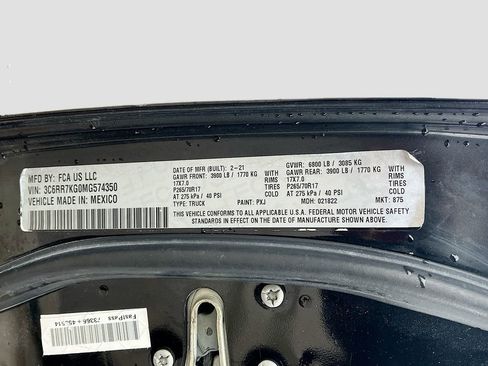 MFD BY: FCA US LLC
VIN: 3C6RR7KG0MG574350
VEHICLE MADE IN: MEXICO
DATE OF MFR (BUILT): 2-21 GVWR: 6800 LB / 3085 KG
GAWR FRONT: 3900 LB / 1770 KG WITH GAWR REAR: 3900 LB / 1770 KG WITH
17X7.0 RIMS 17X7.0 RIMS
P265/70R17 TIRES P265/70R17 TIRES
AT 275 kPa / 40 PSI COLD AT 275 kPa / 40 PSI COLD
TYPE: TRUCK PAINT: PXJ MDH: 021822 MKT: 875
THIS VEHICLE CONFORMS TO ALL APPLICABLE U.S.A. FEDERAL MOTOR VEHICLE SAFETY
STANDARDS IN EFFECT ON THE DATE OF MANUFACTURE SHOWN ABOVE.
FastPass